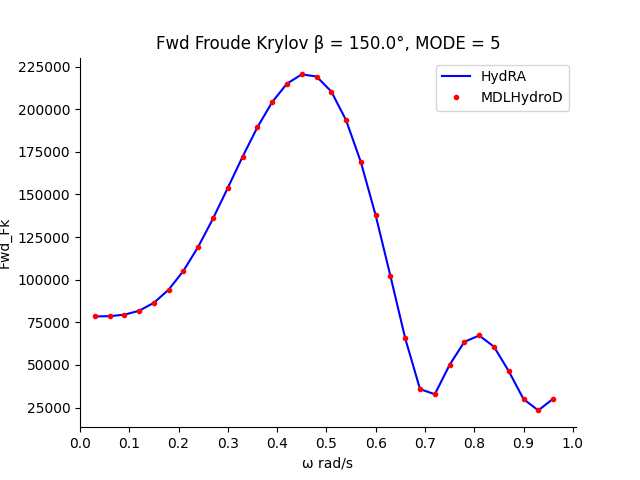 Fwd Froude Krylov β = 150.0°, MODE = 5
HydRA
MDLHydroD
225000
200000
175000
150000
125000
100000
75000
50000
25000
Fwd_Fk
0.0 0.1 0.2 0.3 0.4 0.5 0.6 0.7 0.8 0.9 1.0
ω rad/s